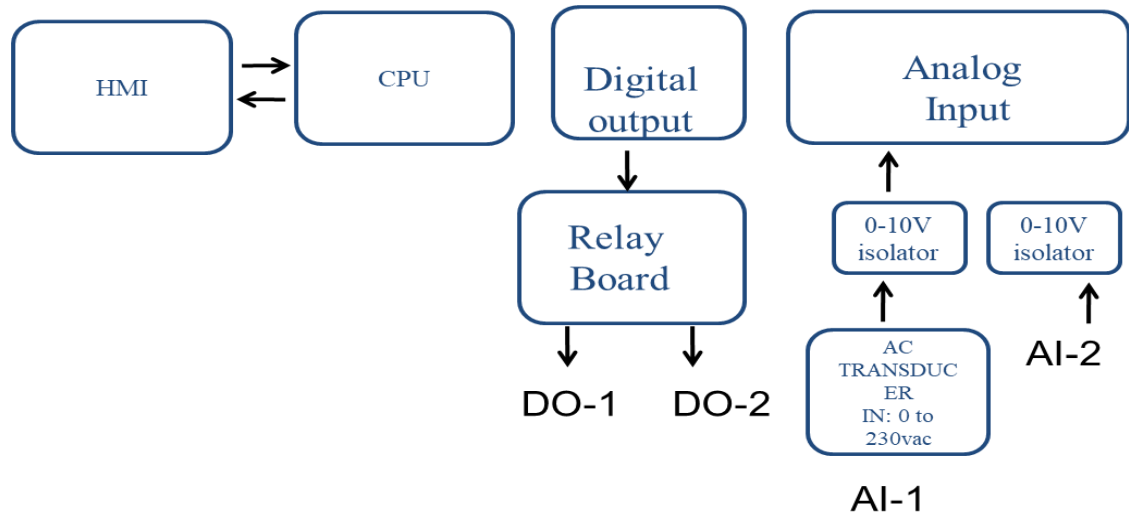 HMI
CPU
Digital
output
Analog
Input
Relay
Board
0-10V
isolator
0-10V
isolator
DO-1
DO-2
AC
TRANSDUC
ER
IN: 0 to
230vac
AI-2
AI-1